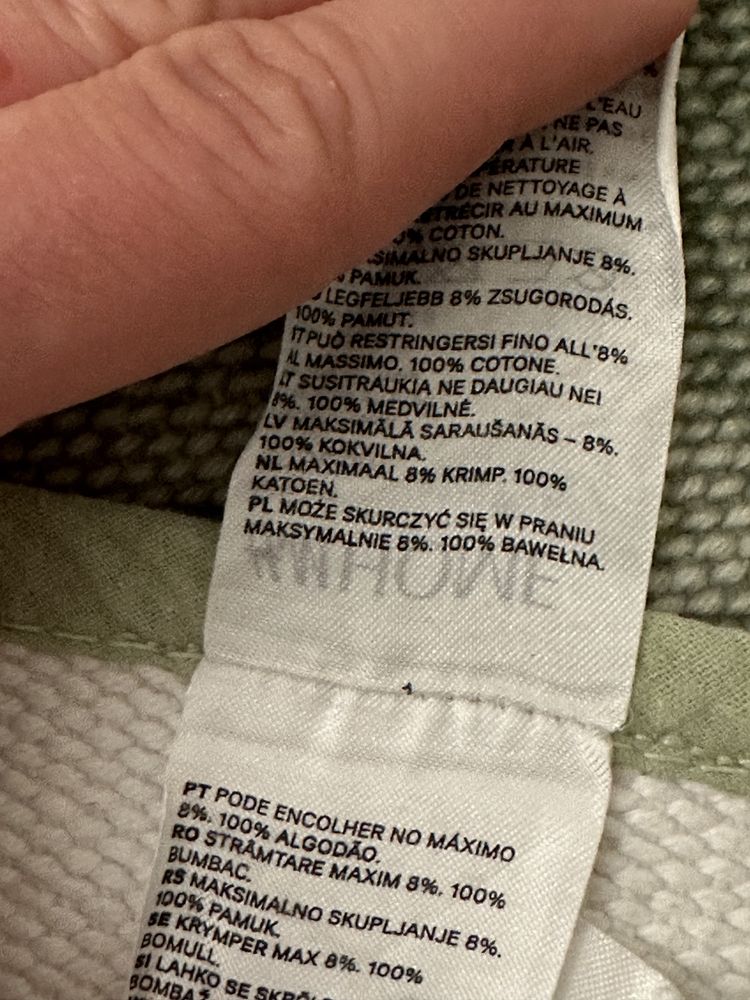 L'EAU
NE PAS
À L'AIR.
DE NETTOYAGE À
AU MAXIMUM
COTON.
SKUPLJANJE 8%.
PAMUK.
LEGFELJEBB 8% ZSUGORODÁS.
100% PAMUT.
IT PUÒ RESTRINGERSI FINO ALL'8%
AL MASSIMO. 100% COTONE.
LT SUSITRAUKIA NE DAUGIAU NEI
8%. 100% MEDVILNĖ.
LV MAKSIMĀLĀ SARAUŠANĀS – 8%.
100% KOKVILNA.
NL MAXIMAAL 8% KRIMP. 100%
KATOEN.
PL MOŻE SKURCZYĆ SIĘ W PRANIU
MAKSYMALNIE 8%. 100% BAWEŁNA.
HOME
PT PODE ENCOLHER NO MÁXIMO
8%. 100% ALGODÃO.
RO STRÂMTARE MAXIM 8%. 100%
BUMBAC.
RS MAKSIMALNO SKUPLJANJE 8%.
100% PAMUK.
SE KRYMPER MAX 8%. 100%
BOMULL.
SI LAHKO SE